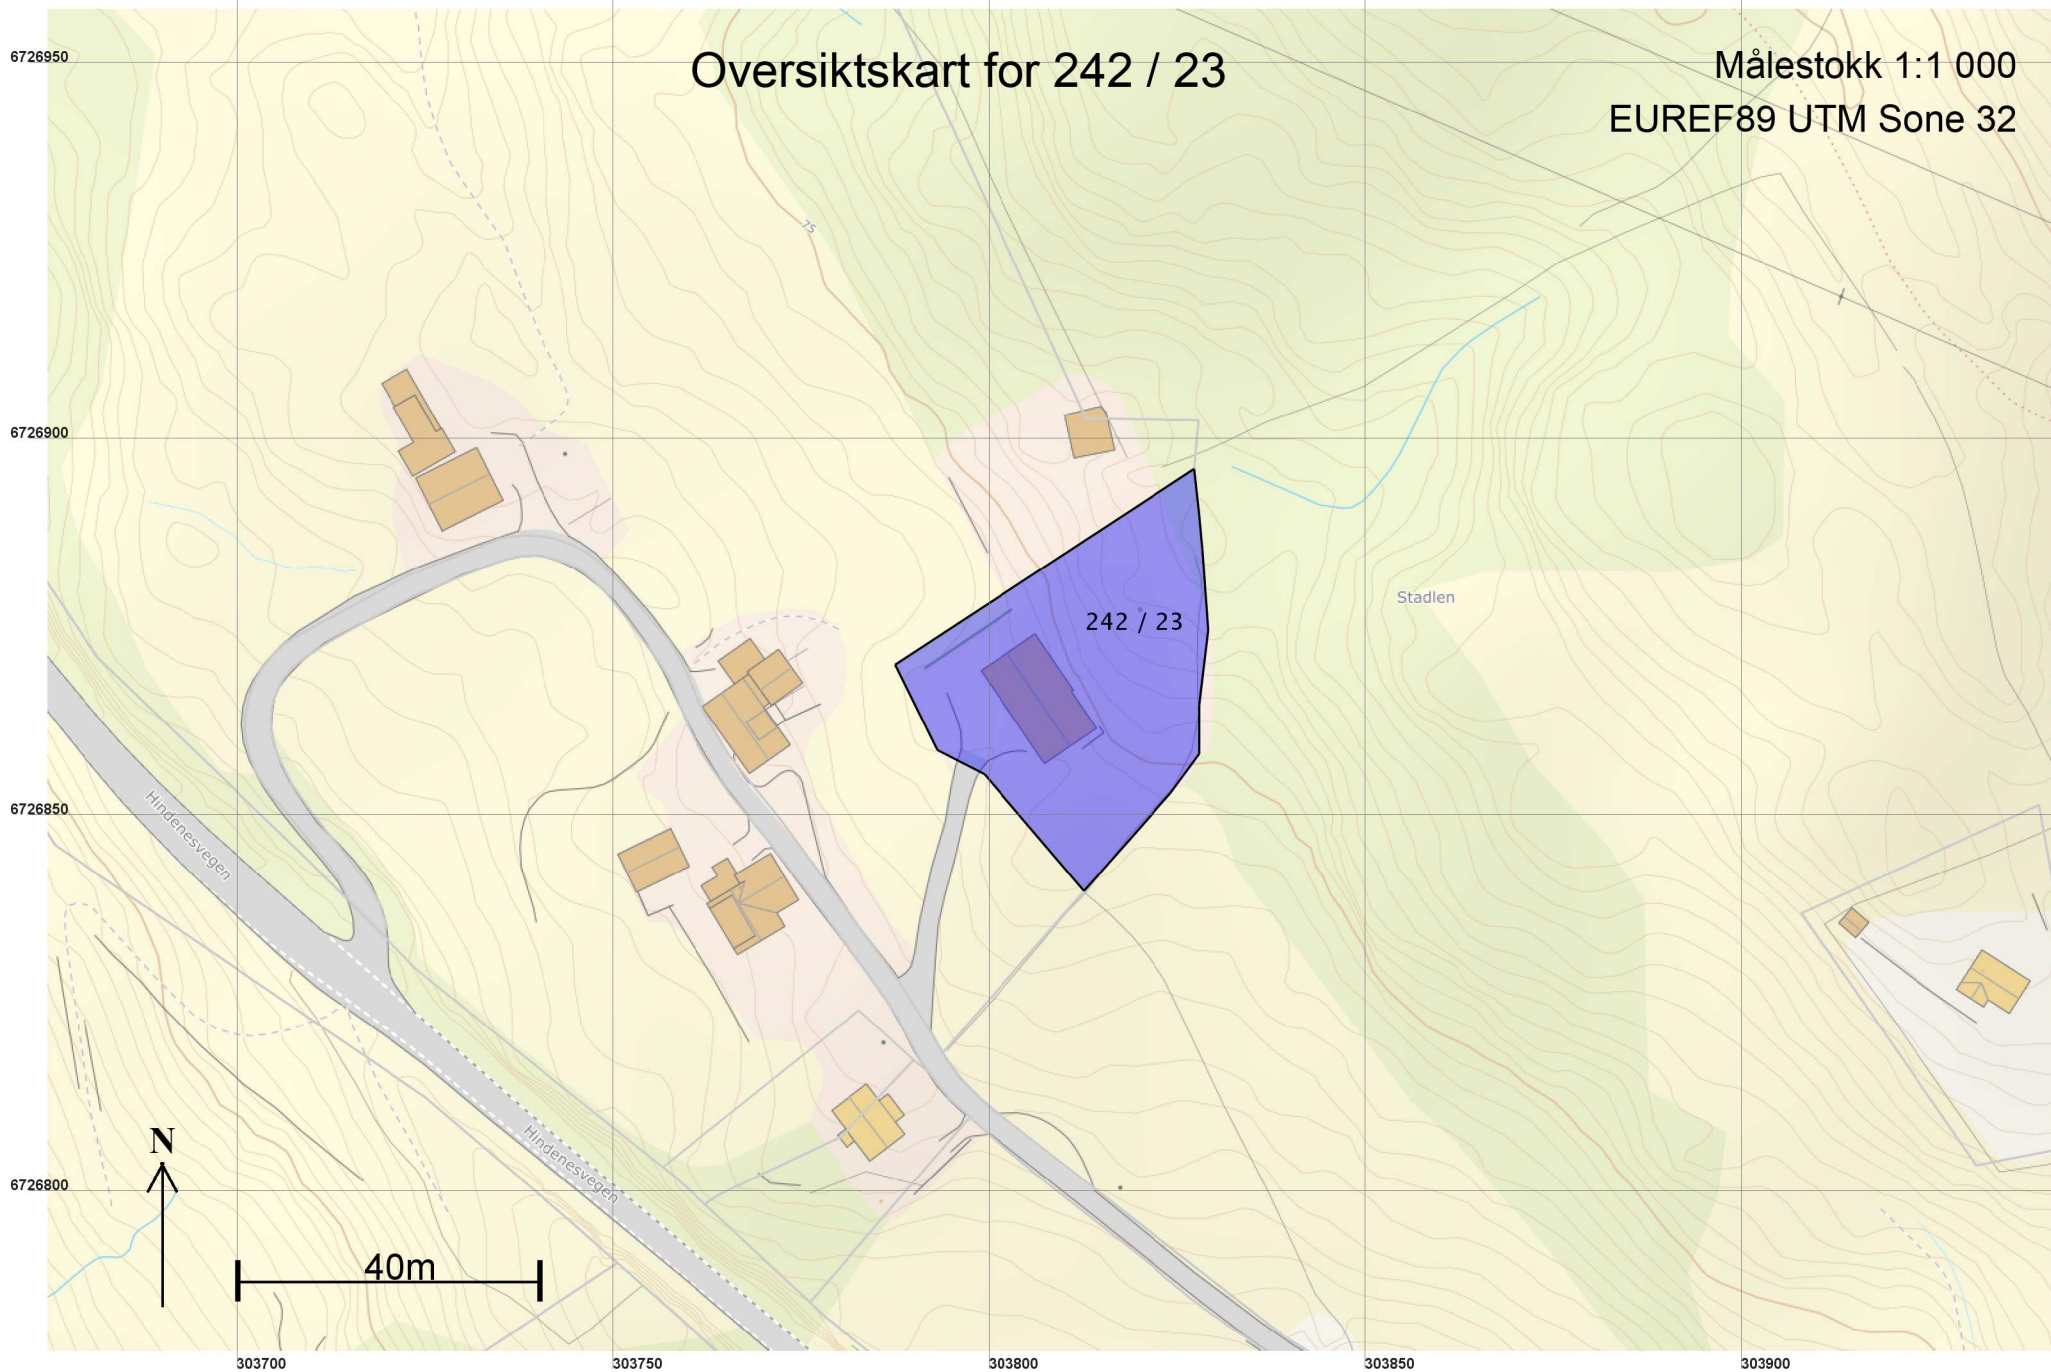 6726950
Oversiktskart for 242 / 23
Målestokk 1:1 000
EUREF89 UTM Sone 32
75
6726900
Stadlen
242 / 23
6726850
Hindenesvegen
Hindenesvegen
6726800
N
40m
303700
303750
303800
303850
303900